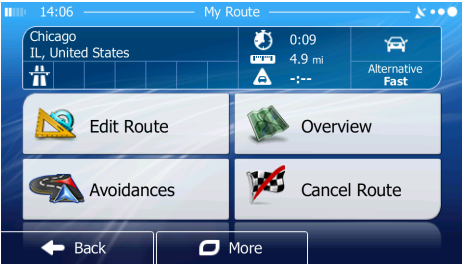 14:06
My Route
Chicago
IL, United States
0:09
4.9 mi
-:--
Alternative
Fast
Edit Route
Overview
Avoidances
Cancel Route
Back
More